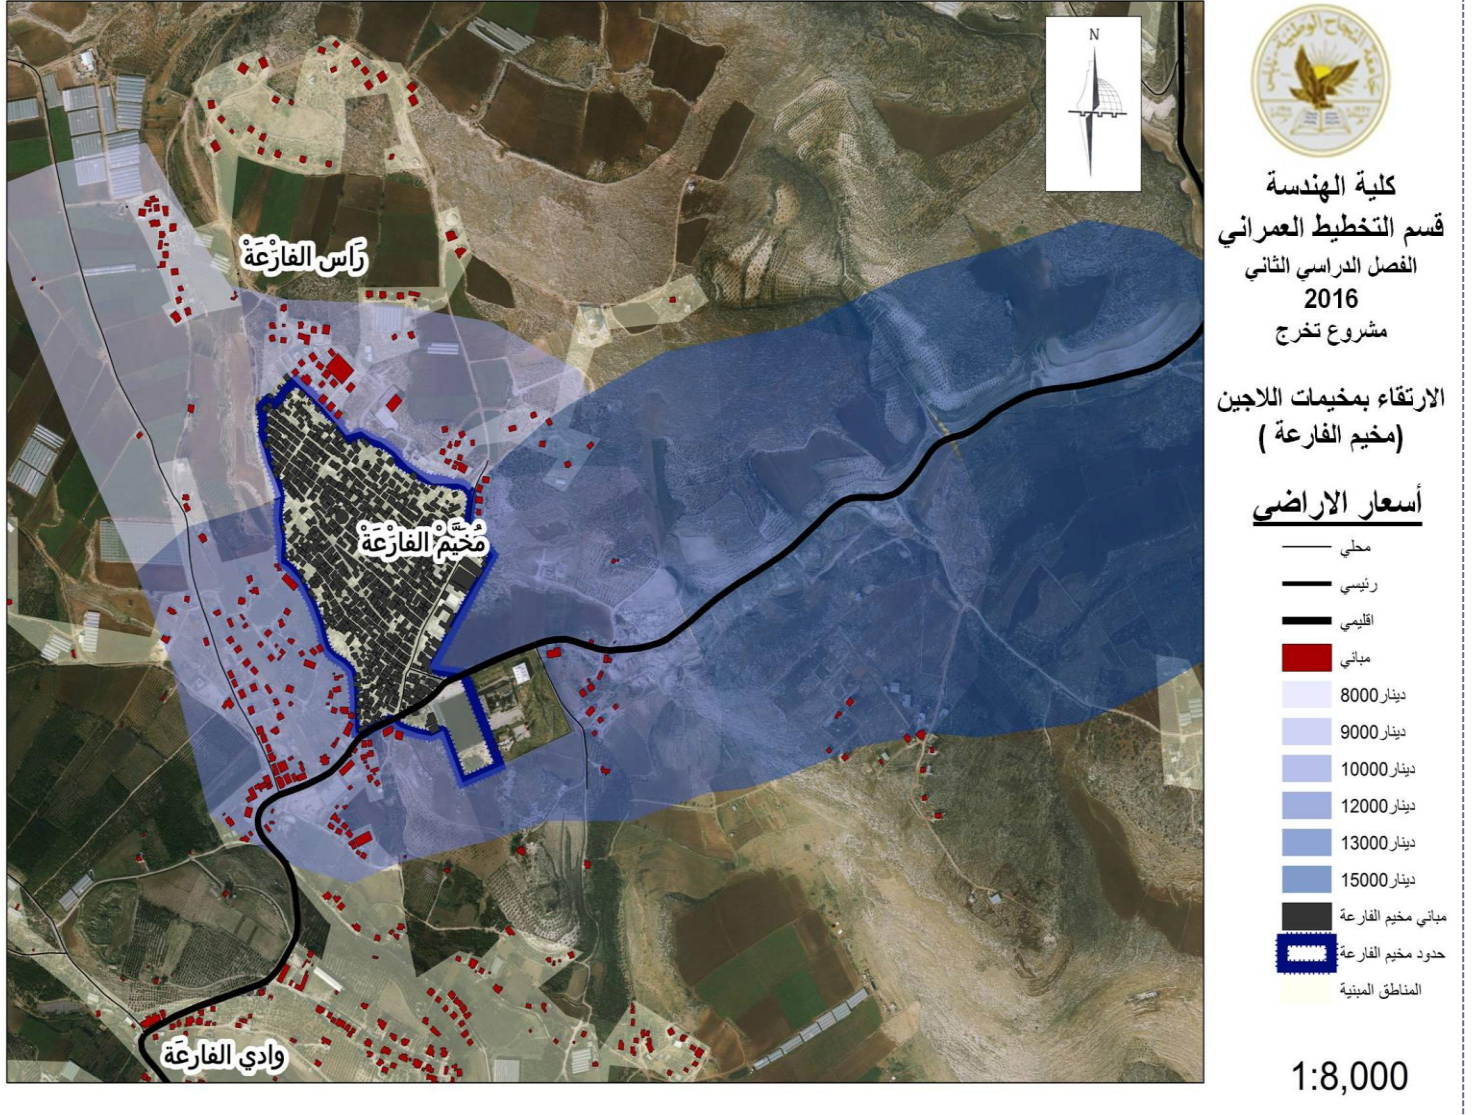 N
رَاس الفارْعَةْ
مُخَيَّمْ الفارْعَةْ
وادي الفارعَة
كلية الهندسة
قسم التخطيط العمراني
الفصل الدراسي الثاني
2016
مشروع تخرج
الارتقاء بمخيمات اللاجين
(مخيم الفارعة )
أسعار الاراضي
محلي
رئيسي
اقليمي
مباني
8000دينار
9000دينار
10000دينار
12000دينار
13000دينار
15000دينار
مباني مخيم الفارعة
حدود مخيم الفارعة
المناطق المبنية
1:8,000